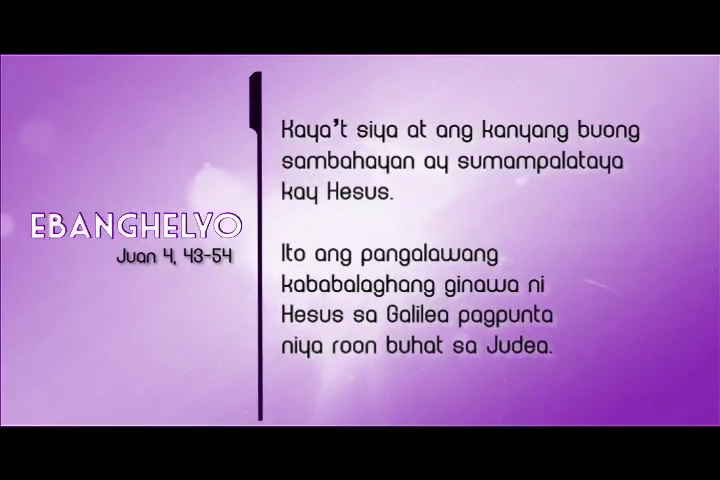 EBANGHELYO
Juan 4, 43-54
Kaya't siya at ang kanyang buong
sambahayan ay sumampalataya
kay Hesus.
Ito ang pangalawang
kababalaghang ginawa ni
Hesus sa Galilea pagpunta
niya roon buhat sa Judea.